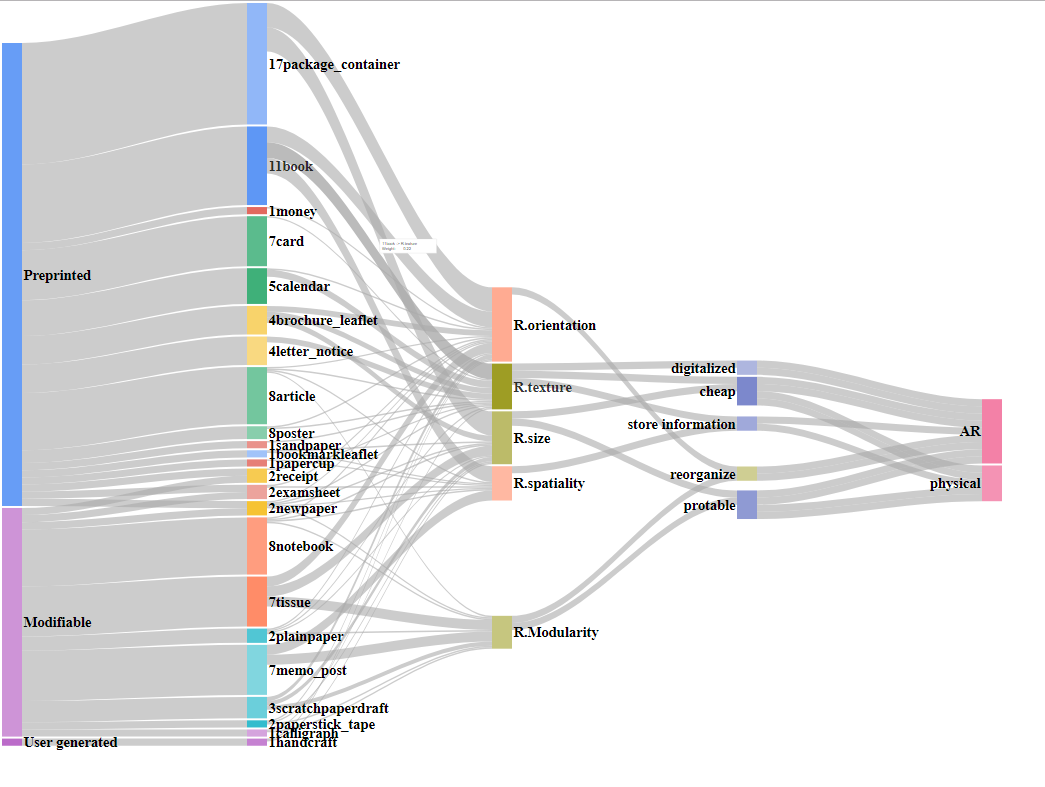 Preprinted
Modifiable
User generated
17package_container
11book
1money
7card
5calendar
4brochure_leaflet
4letter_notice
8article
8poster
1sandpaper
1bookmarkleaflet
1papercup
2receipt
2examsheet
2newpaper
8notebook
7tissue
2plainpaper
7memo_post
3scratchpaperdraft
2paperstick_tape
1calligraph
1handcraft
R.orientation
R.texture
R.size
R.spatiality
R.Modularity
digitalized
cheap
store information
reorganize
protable
AR
physical